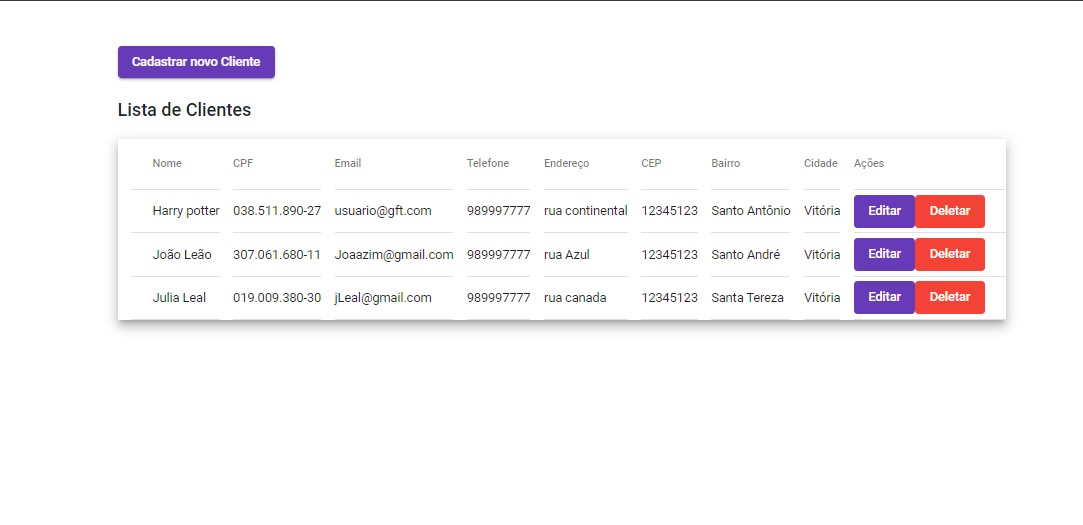 Cadastrar novo Cliente
Lista de Clientes
Nome CPF Email Telefone Endereço CEP Bairro Cidade Ações
Harry potter 038.511.890-27 usuario@gft.com 989997777 rua continental 12345123 Santo Antônio Vitória Editar Deletar
João Leão 307.061.680-11 Joaazim@gmail.com 989997777 rua Azul 12345123 Santo André Vitória Editar Deletar
Julia Leal 019.009.380-30 jLeal@gmail.com 989997777 rua canada 12345123 Santa Tereza Vitória Editar Deletar